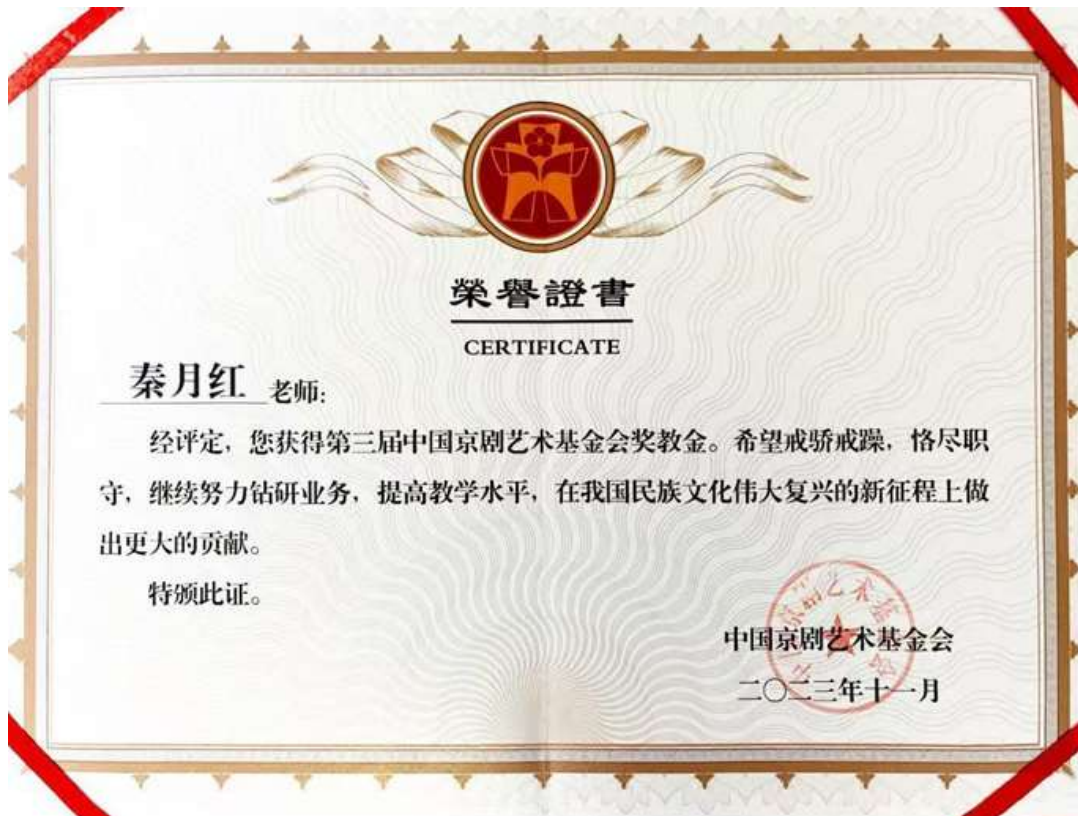 榮譽證書
CERTIFICATE
秦月红 老师:
经评定，您获得第三届中国京剧艺术基金会奖教金。希望戒骄戒躁，恪尽职
守，继续努力钻研业务，提高教学水平，在我国民族文化伟大复兴的新征程上做
出更大的贡献。
特颁此证。
中国京剧艺术基金会
二〇二三年十一月